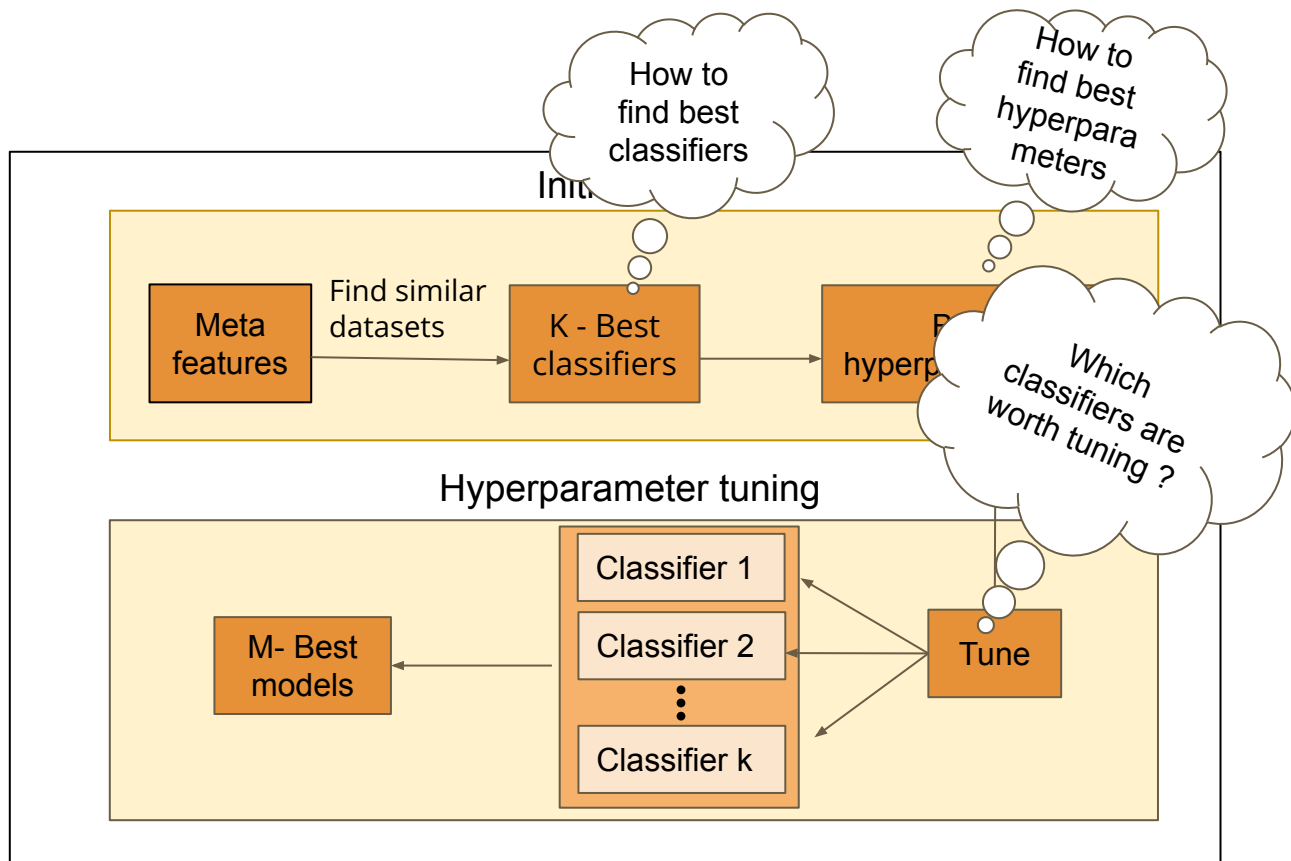 How to
find best
classifiers
How to
find best
hyperpara
meters
Find similar
datasets
Meta
features
K - Best
classifiers
Which
classifiers are
worth tuning ?
Hyperparameter tuning
Classifier 1
Classifier 2
Classifier k
M- Best
models
Tune